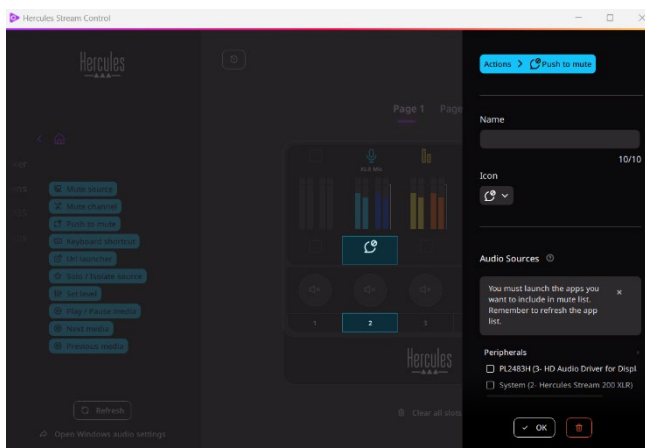 Hercules Stream Control
Hercules
Page 1 Page
XLR Mic
Mute source
Mute channel
Push to mute
Keyboard shortcut
Url launcher
Solo / Isolate source
Set level
Play / Pause media
Next media
Previous media
1 2 3
Hercules
Refresh
Clear all slots
Open Windows audio settings
Actions > Push to mute
Name
10/10
Icon
Audio Sources
You must launch the apps you
want to include in mute list.
Remember to refresh the app
list.
Peripherals
PL2483H (3- HD Audio Driver for Displ
System (2- Hercules Stream 200 XLR)
OK